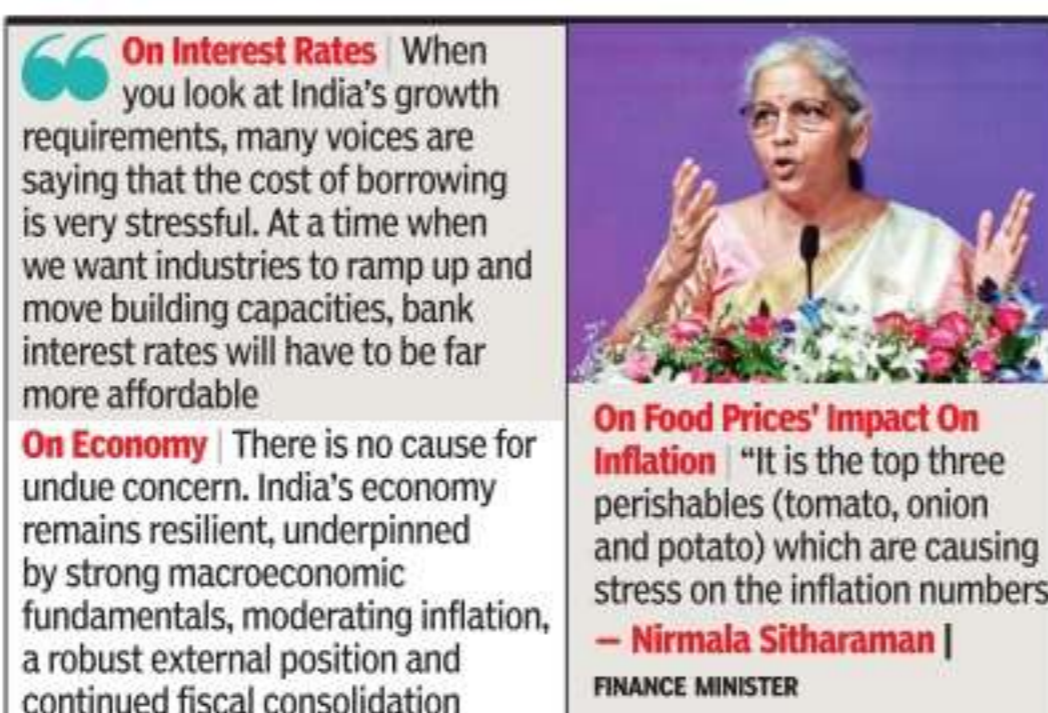 On Interest Rates | When
you look at India's growth
requirements, many voices are
saying that the cost of borrowing
is very stressful. At a time when
we want industries to ramp up and
move building capacities, bank
interest rates will have to be far
more affordable
On Economy | There is no cause for
undue concern. India's economy
remains resilient, underpinned
by strong macroeconomic
fundamentals, moderating inflation,
a robust external position and
continued fiscal consolidation
On Food Prices' Impact On
Inflation | “It is the top three
perishables (tomato, onion
and potato) which are causing
stress on the inflation numbers
– Nirmala Sitharaman |
FINANCE MINISTER